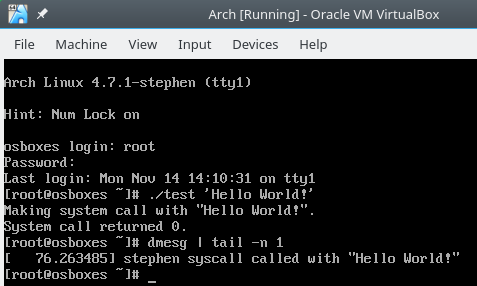 Arch [Running] - Oracle VM VirtualBox
File Machine View Input Devices Help
Arch Linux 4.7.1-stephen (tty1)
Hint: Num Lock on
osboxes login: root
Password:
Last login: Mon Nov 14 14:10:31 on tty1
[root@osboxes ~]# ./test 'Hello World!'
Making system call with "Hello World!".
System call returned 0.
[root@osboxes ~]# dmesg | tail -n 1
[   76.263485] stephen syscall called with "Hello World!"
[root@osboxes ~]# _